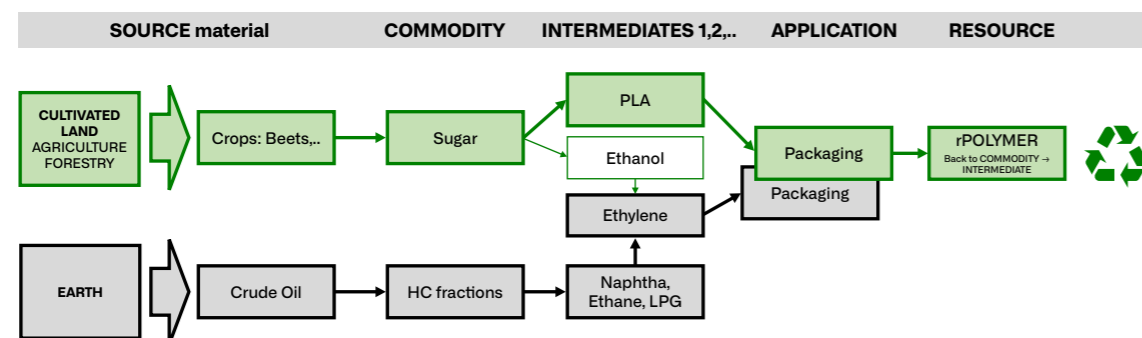 SOURCE material
COMMODITY
INTERMEDIATES 1,2,..
APPLICATION
RESOURCE
CULTIVATED
LAND
AGRICULTURE
FORESTRY
Crops: Beets,..
Sugar
PLA
Ethanol
Packaging
rPOLYMER
Back to COMMODITY →
INTERMEDIATE
Ethylene
Packaging
EARTH
Crude Oil
HC fractions
Naphtha,
Ethane, LPG